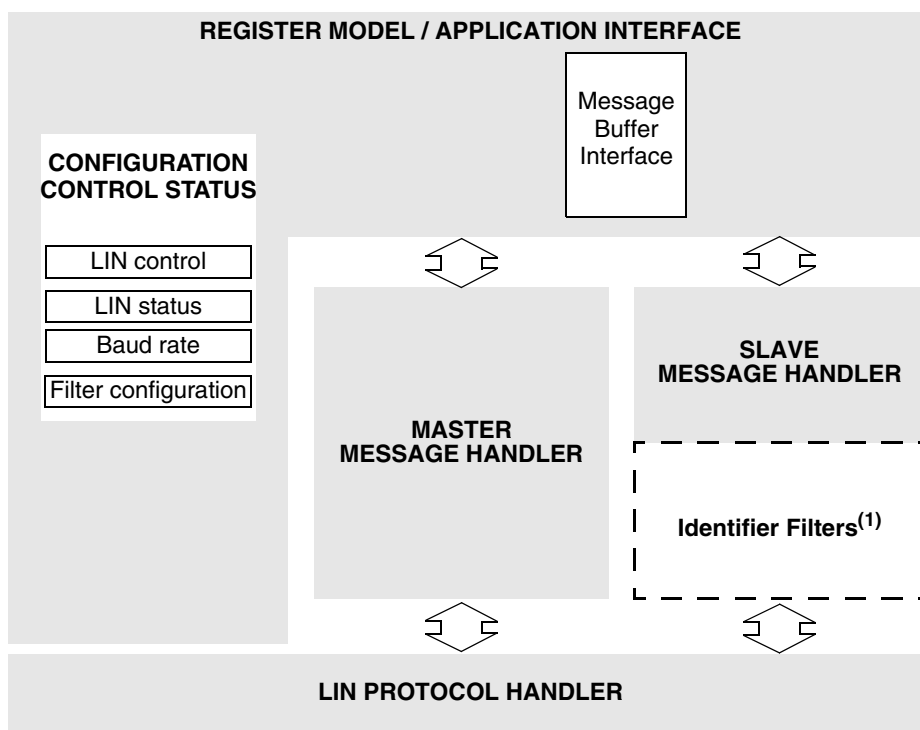 REGISTER MODEL / APPLICATION INTERFACE
Message
Buffer
Interface
CONFIGURATION
CONTROL STATUS
LIN control
LIN status
Baud rate
Filter configuration
MASTER
MESSAGE HANDLER
SLAVE
MESSAGE HANDLER
Identifier Filters(1)
LIN PROTOCOL HANDLER